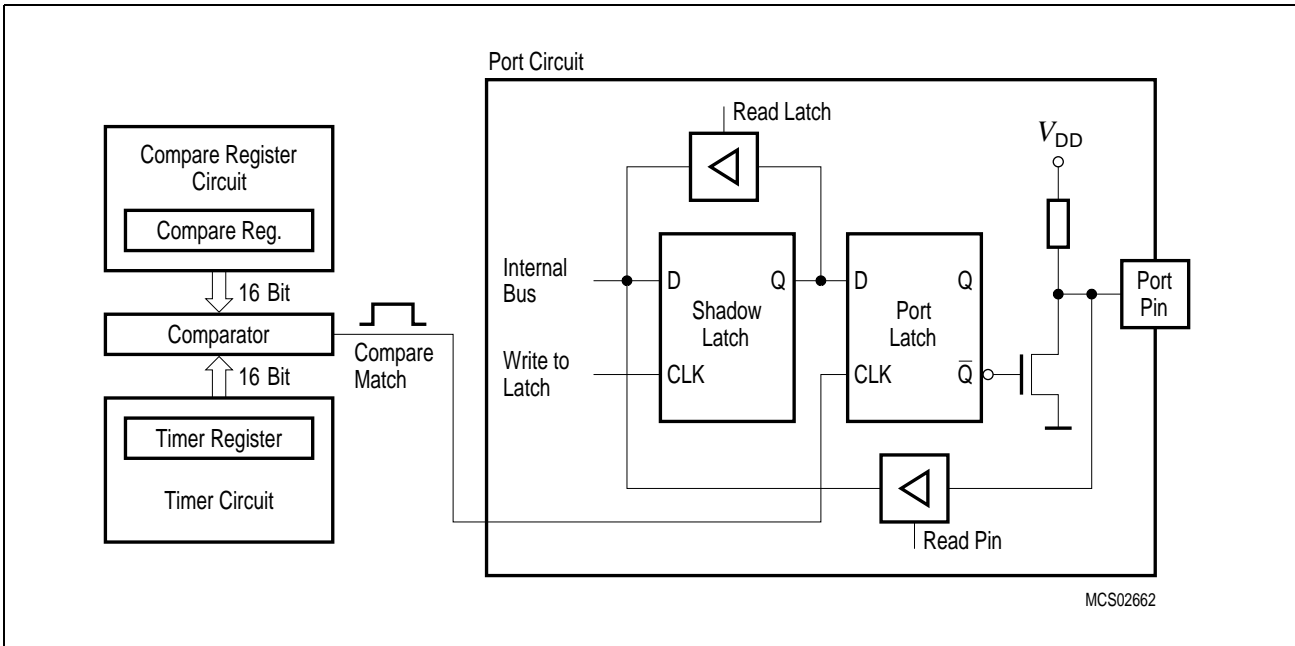 Port Circuit
Compare Register
Circuit
Compare Reg.
16 Bit
Comparator
16 Bit
Timer Register
Timer Circuit
Compare
Match
Read Latch
V DD
Internal
Bus
D
Q
Shadow
Latch
Write to
Latch
CLK
D
Q
Port
Latch
CLK
Q̅
Port
Pin
Read Pin
MCS02662